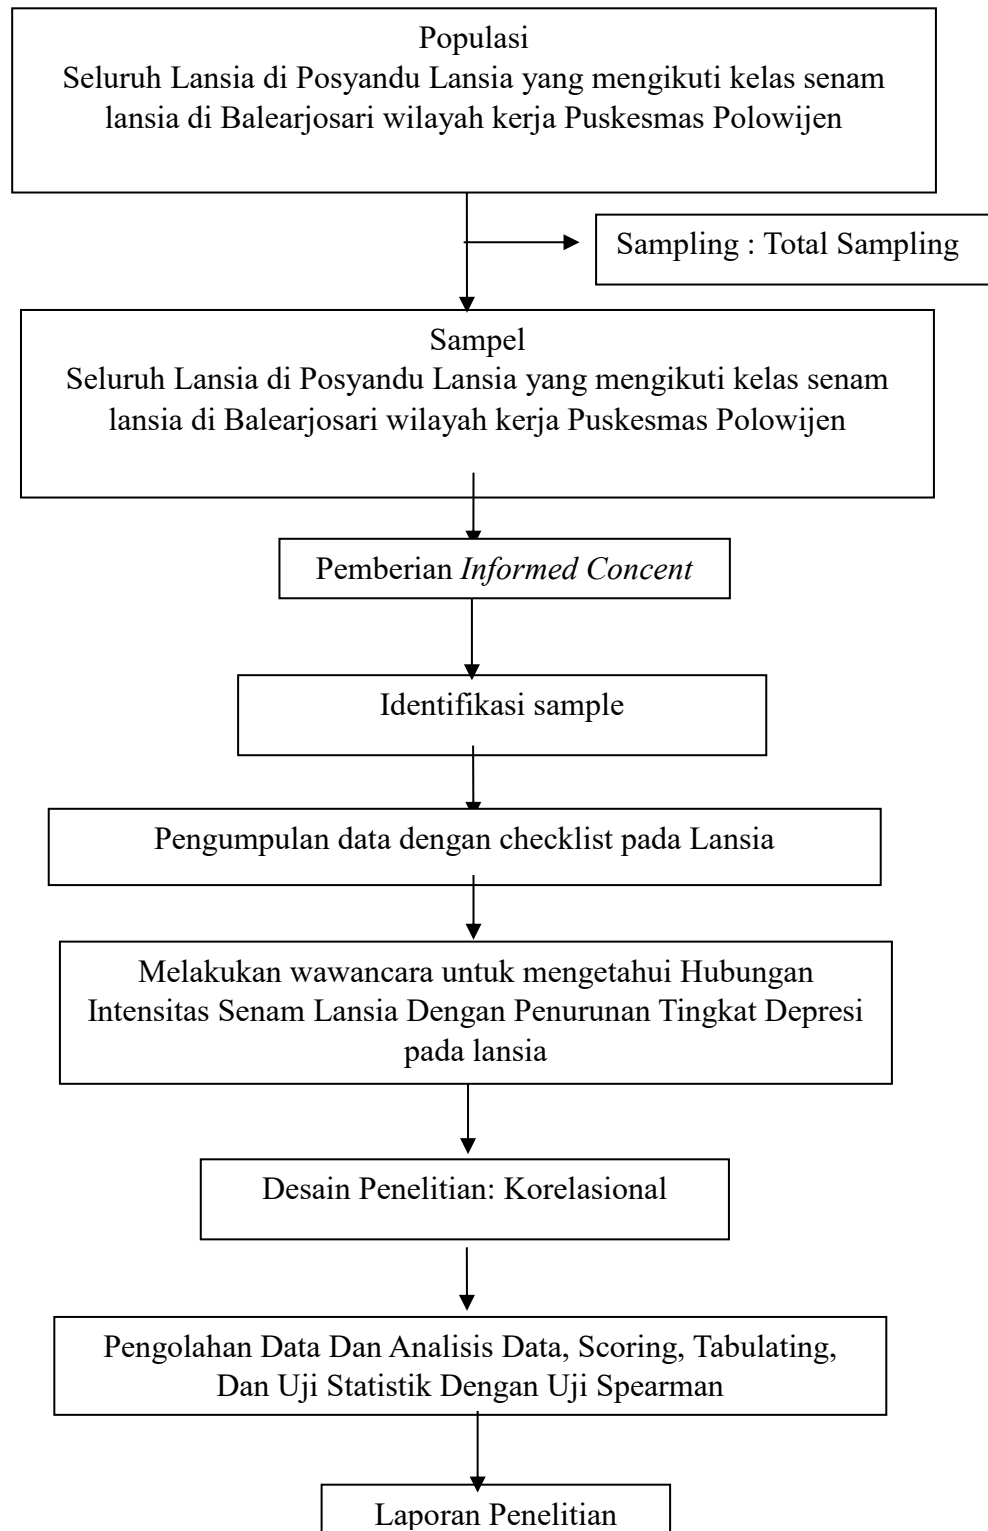 Populasi
Seluruh Lansia di Posyandu Lansia yang mengikuti kelas senam
lansia di Balearjosari wilayah kerja Puskesmas Polowijen
Sampling : Total Sampling
Sampel
Seluruh Lansia di Posyandu Lansia yang mengikuti kelas senam
lansia di Balearjosari wilayah kerja Puskesmas Polowijen
Pemberian Informed Concent
Identifikasi sample
Pengumpulan data dengan checklist pada Lansia
Melakukan wawancara untuk mengetahui Hubungan
Intensitas Senam Lansia Dengan Penurunan Tingkat Depresi
pada lansia
Desain Penelitian: Korelasional
Pengolahan Data Dan Analisis Data, Scoring, Tabulating,
Dan Uji Statistik Dengan Uji Spearman
Laporan Penelitian